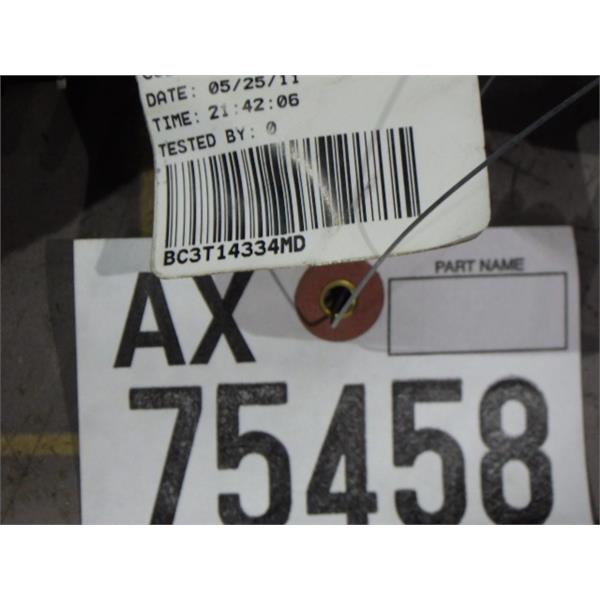 DATE: 05/25/11
TIME: 21:42:06
TESTED BY: 0
BC3T14334MD
PART NAME
AX
75458